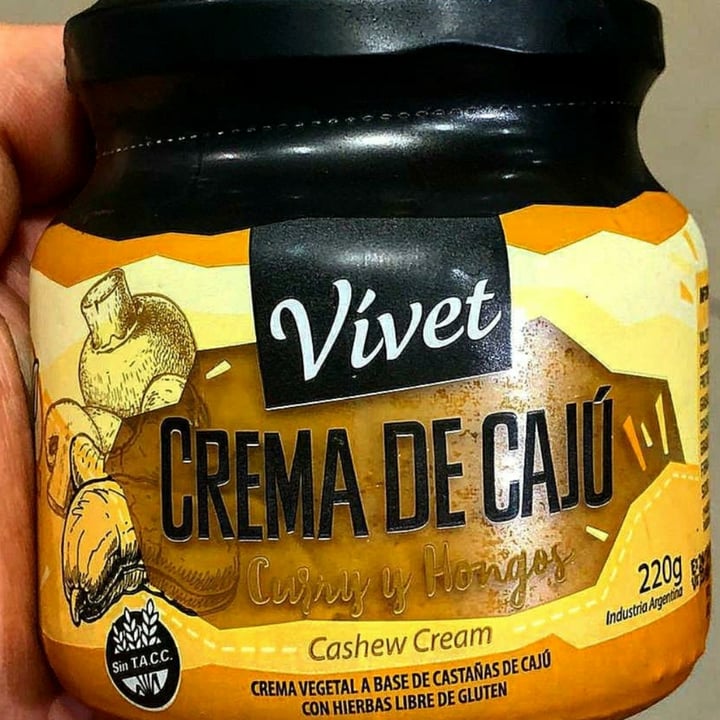 Vívet
CREMA DE CAJÚ
Curry y Hongos
220g
Industria Argentina
Cashew Cream
Sin T.A.C.C.
CREMA VEGETAL A BASE DE CASTAÑAS DE CAJÚ
CON HIERBAS LIBRE DE GLUTEN